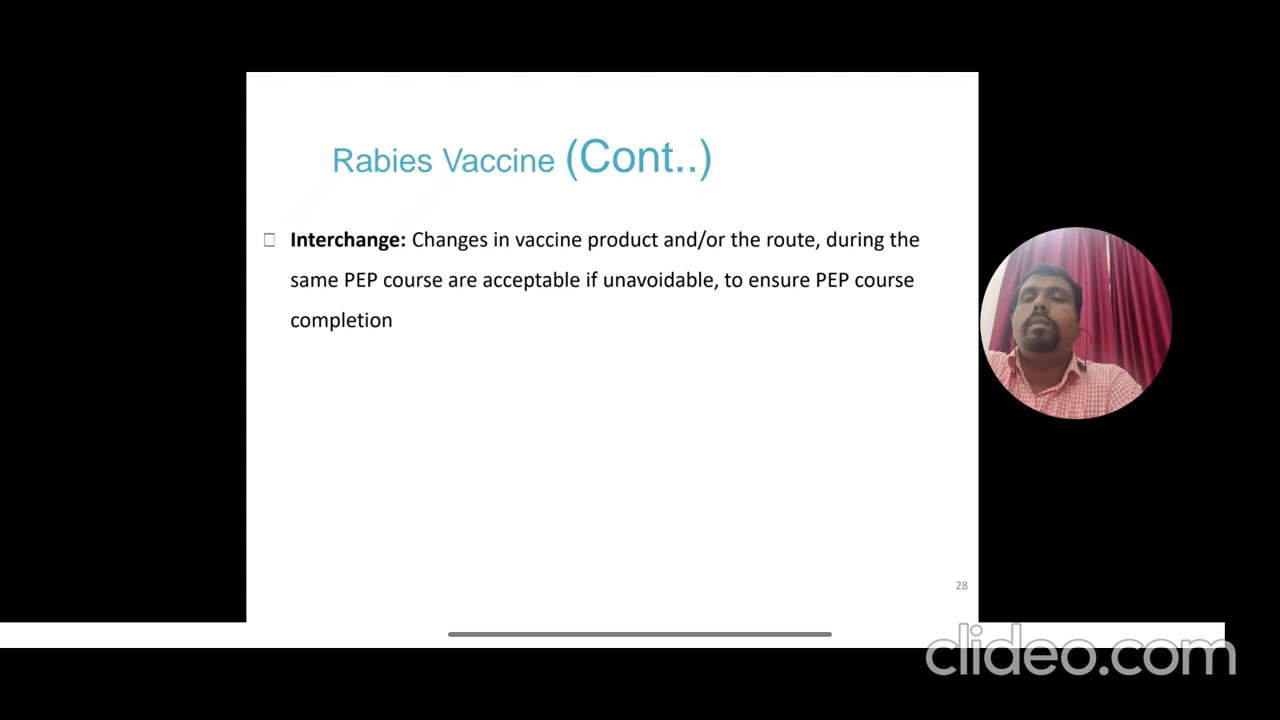 Rabies Vaccine (Cont..)
Interchange: Changes in vaccine product and/or the route, during the
same PEP course are acceptable if unavoidable, to ensure PEP course
completion
28
clideo.com